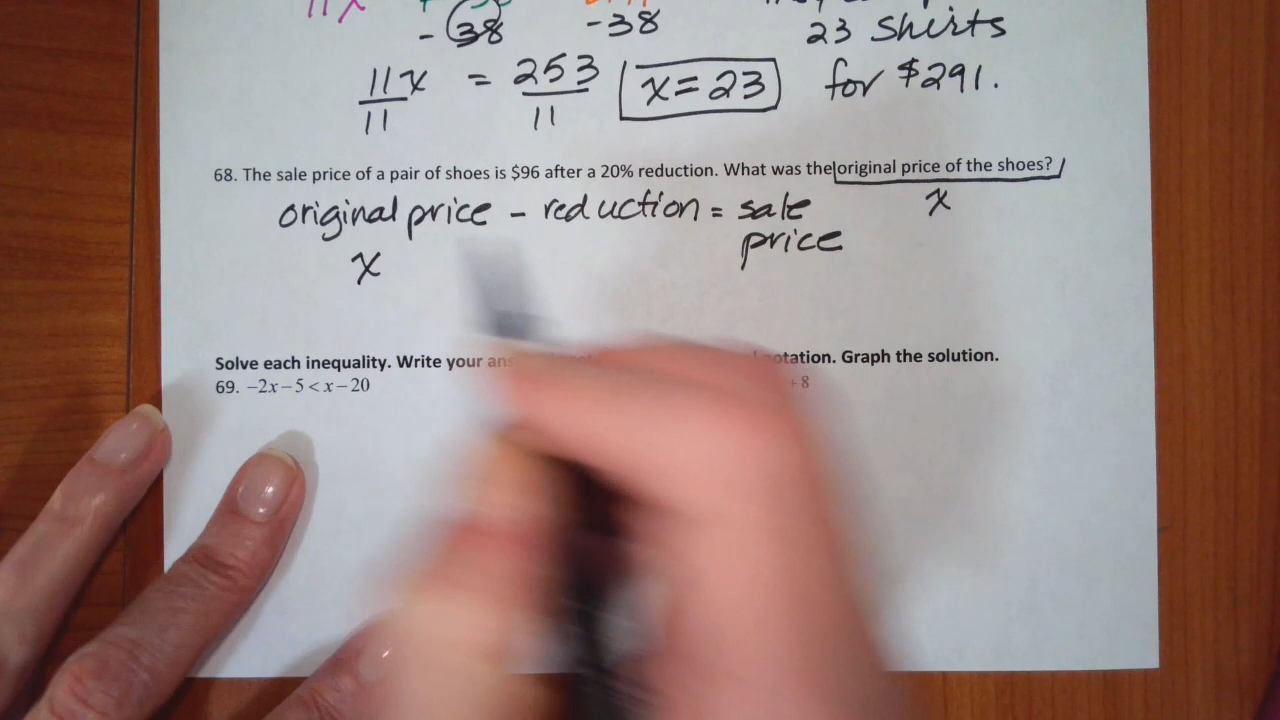 11x
- 38 -38 23 shirts
11x = 253 x=23 for $291.
11 11
68. The sale price of a pair of shoes is $96 after a 20% reduction. What was the original price of the shoes?
original price - reduction = sale x
price
x
Solve each inequality. Write your notation. Graph the solution.
69. −2x−5<x−20 +8